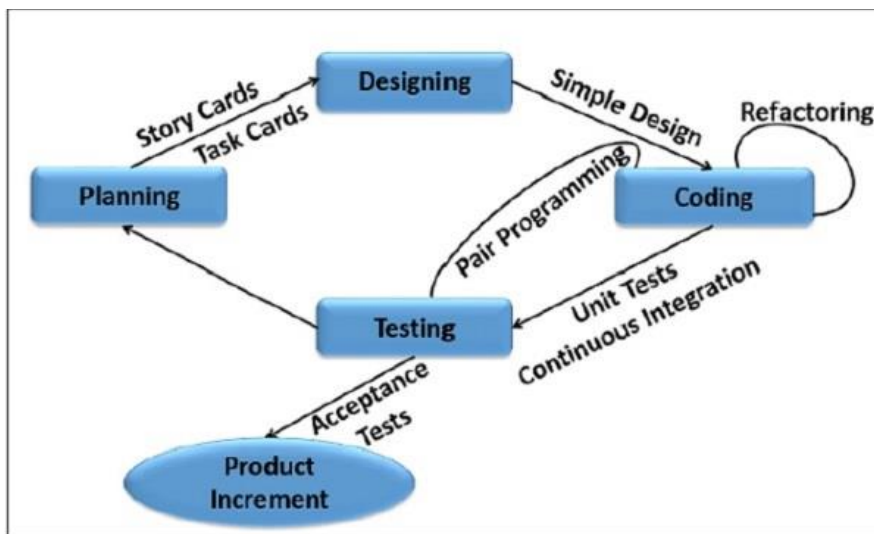 Designing
Story Cards
Task Cards
Simple Design
Refactoring
Planning
Coding
Pair Programming
Unit Tests
Continuous Integration
Testing
Acceptance
Tests
Product
Increment